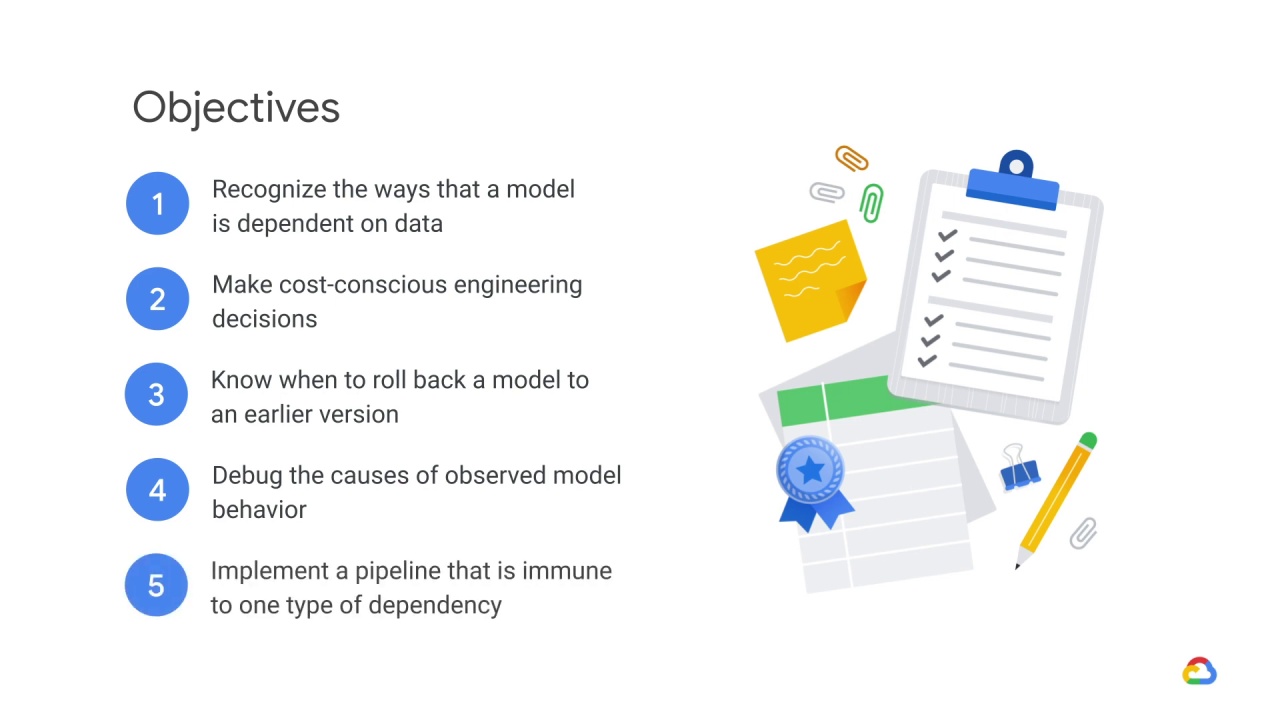 Objectives
1
Recognize the ways that a model
is dependent on data
2
Make cost-conscious engineering
decisions
3
Know when to roll back a model to
an earlier version
4
Debug the causes of observed model
behavior
5
Implement a pipeline that is immune
to one type of dependency